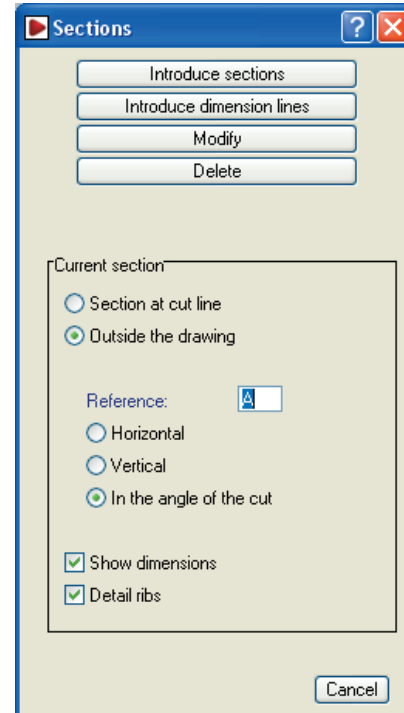 Sections
Introduce sections
Introduce dimension lines
Modify
Delete
Current section
Section at cut line
Outside the drawing
Reference: A
Horizontal
Vertical
In the angle of the cut
Show dimensions
Detail ribs
Cancel